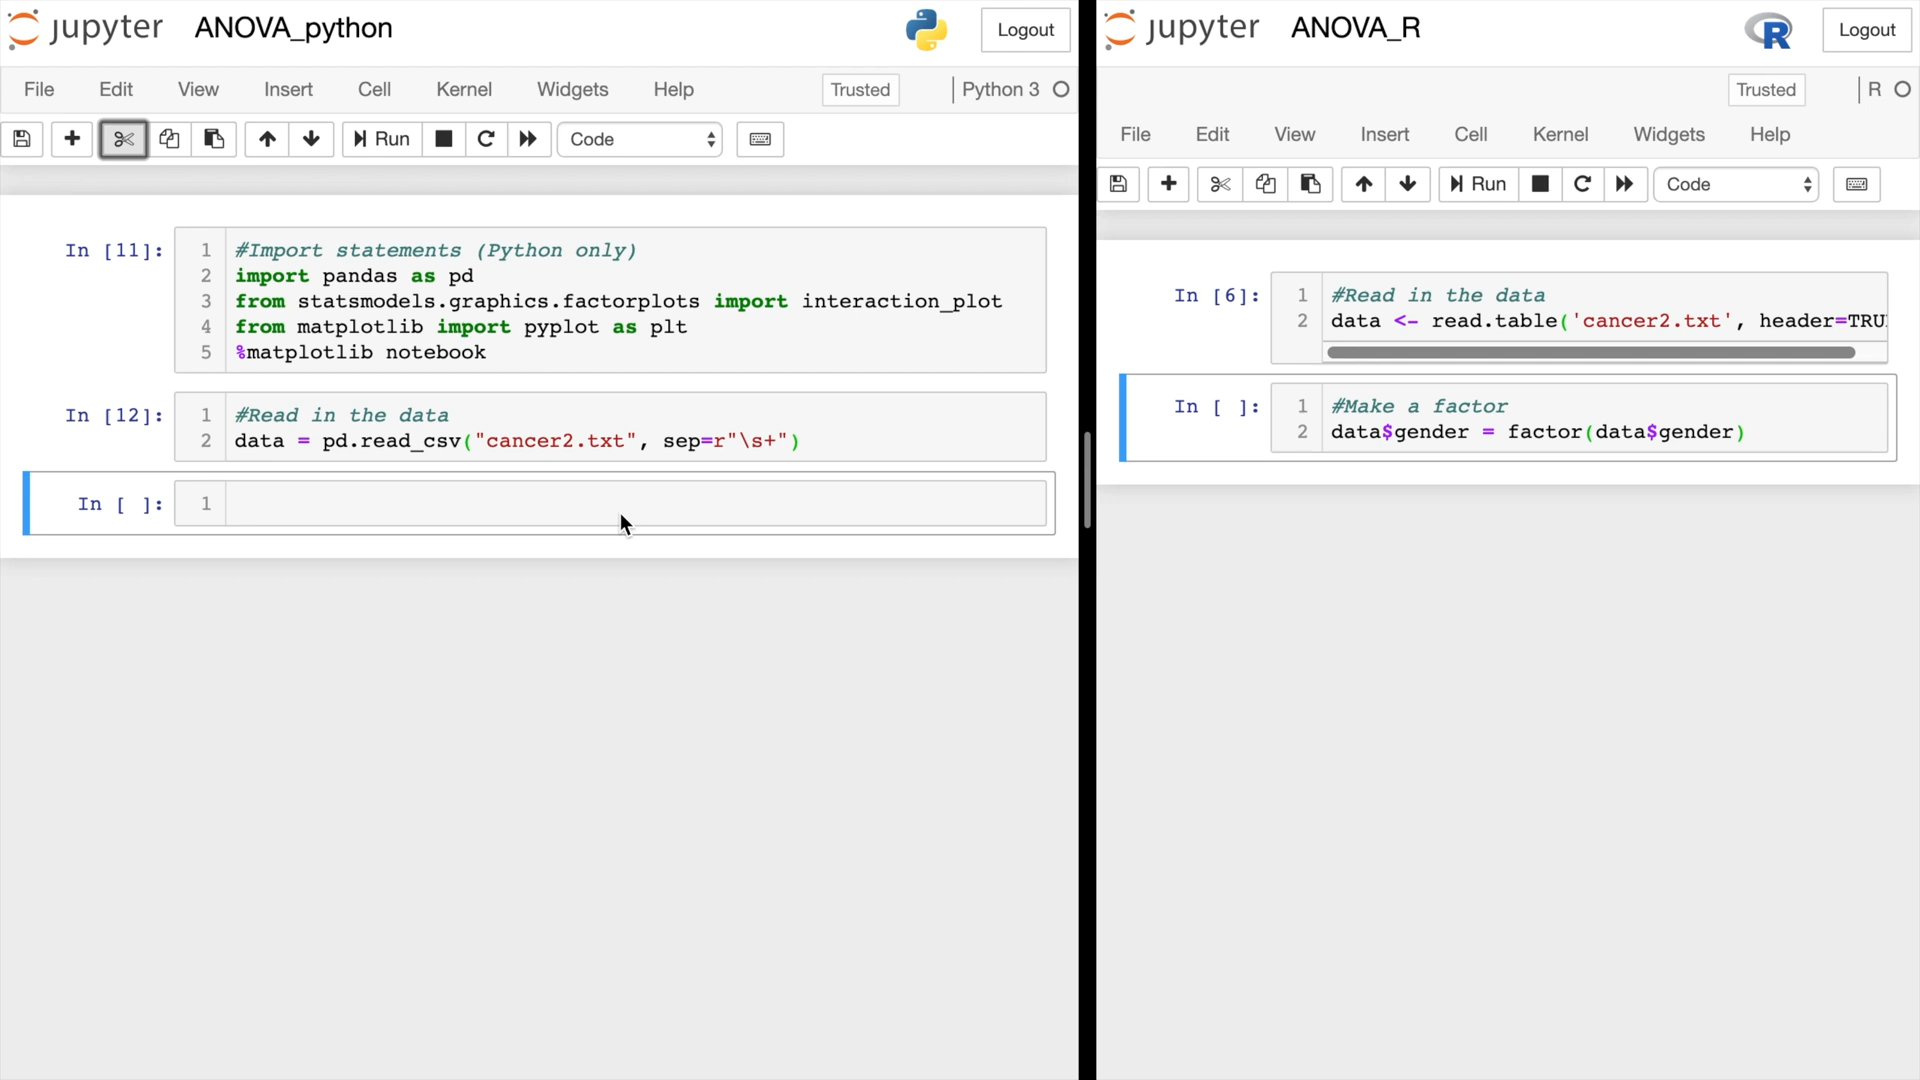 jupyter ANOVA_python Logout
File Edit View Insert Cell Kernel Widgets Help Trusted Python 3
Run Code
In [11]:
1 #Import statements (Python only)
2 import pandas as pd
3 from statsmodels.graphics.factorplots import interaction_plot
4 from matplotlib import pyplot as plt
5 %matplotlib notebook
In [12]:
1 #Read in the data
2 data = pd.read_csv("cancer2.txt", sep=r"\s+")
In [ ]:
1
jupyter ANOVA_R R Logout
Trusted R
File Edit View Insert Cell Kernel Widgets Help
Run Code
In [6]:
1 #Read in the data
2 data <- read.table('cancer2.txt', header=TRU
In [ ]:
1 #Make a factor
2 data$gender = factor(data$gender)